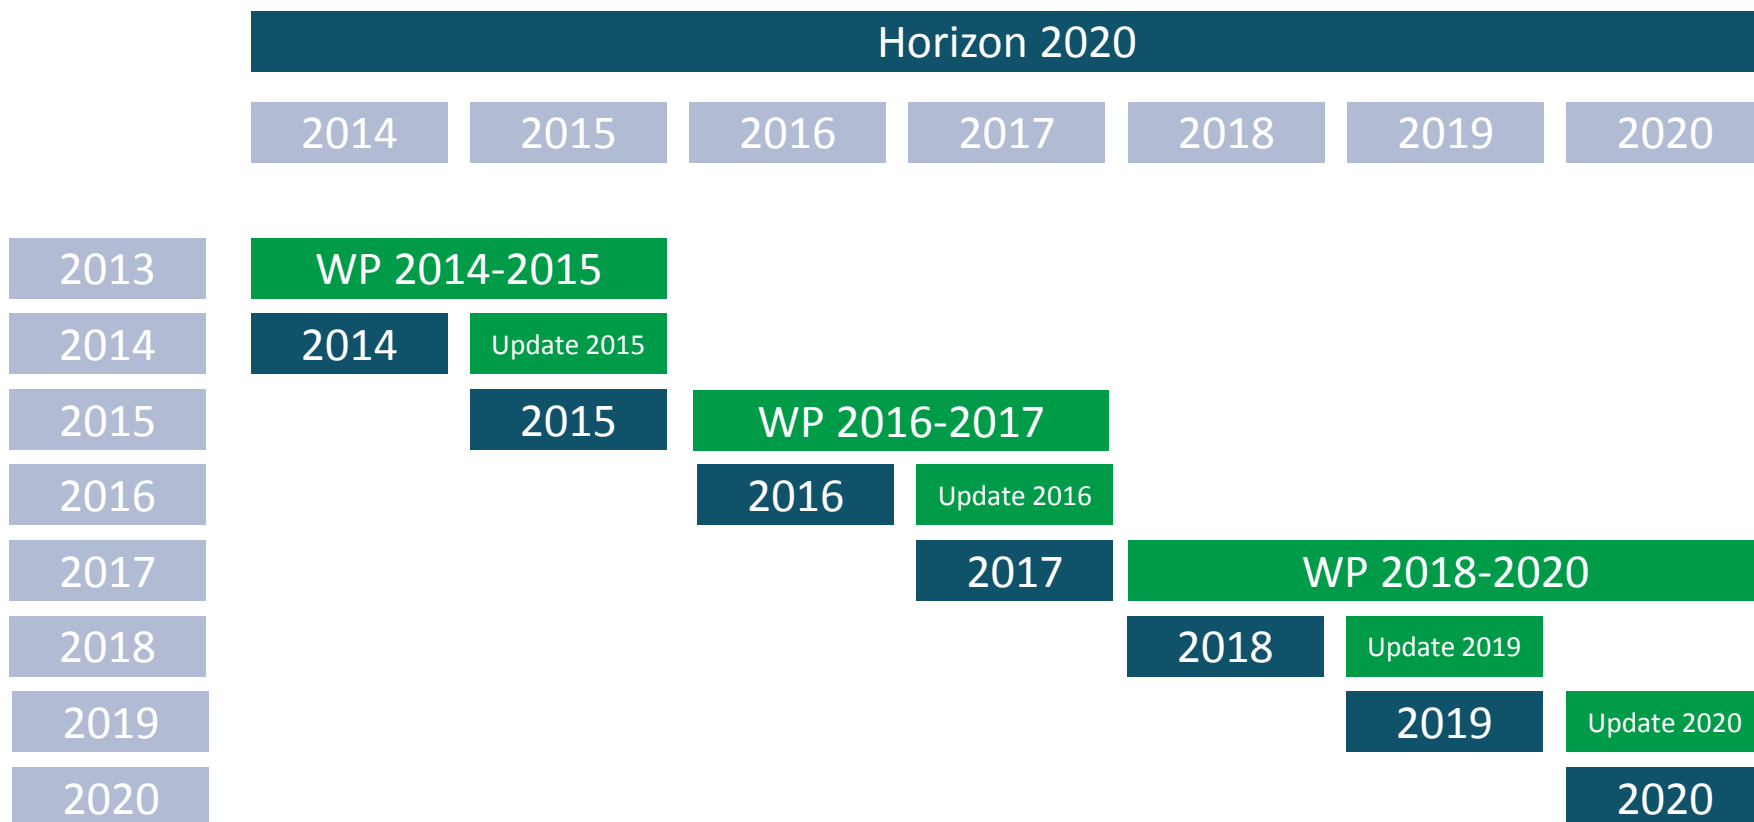 Horizon 2020
2014 2015 2016 2017 2018 2019 2020
2013 WP 2014-2015
2014 2014 Update 2015
2015 2015 WP 2016-2017
2016 2016 Update 2016
2017 2017 WP 2018-2020
2018 2018 Update 2019
2019 2019 Update 2020
2020 2020